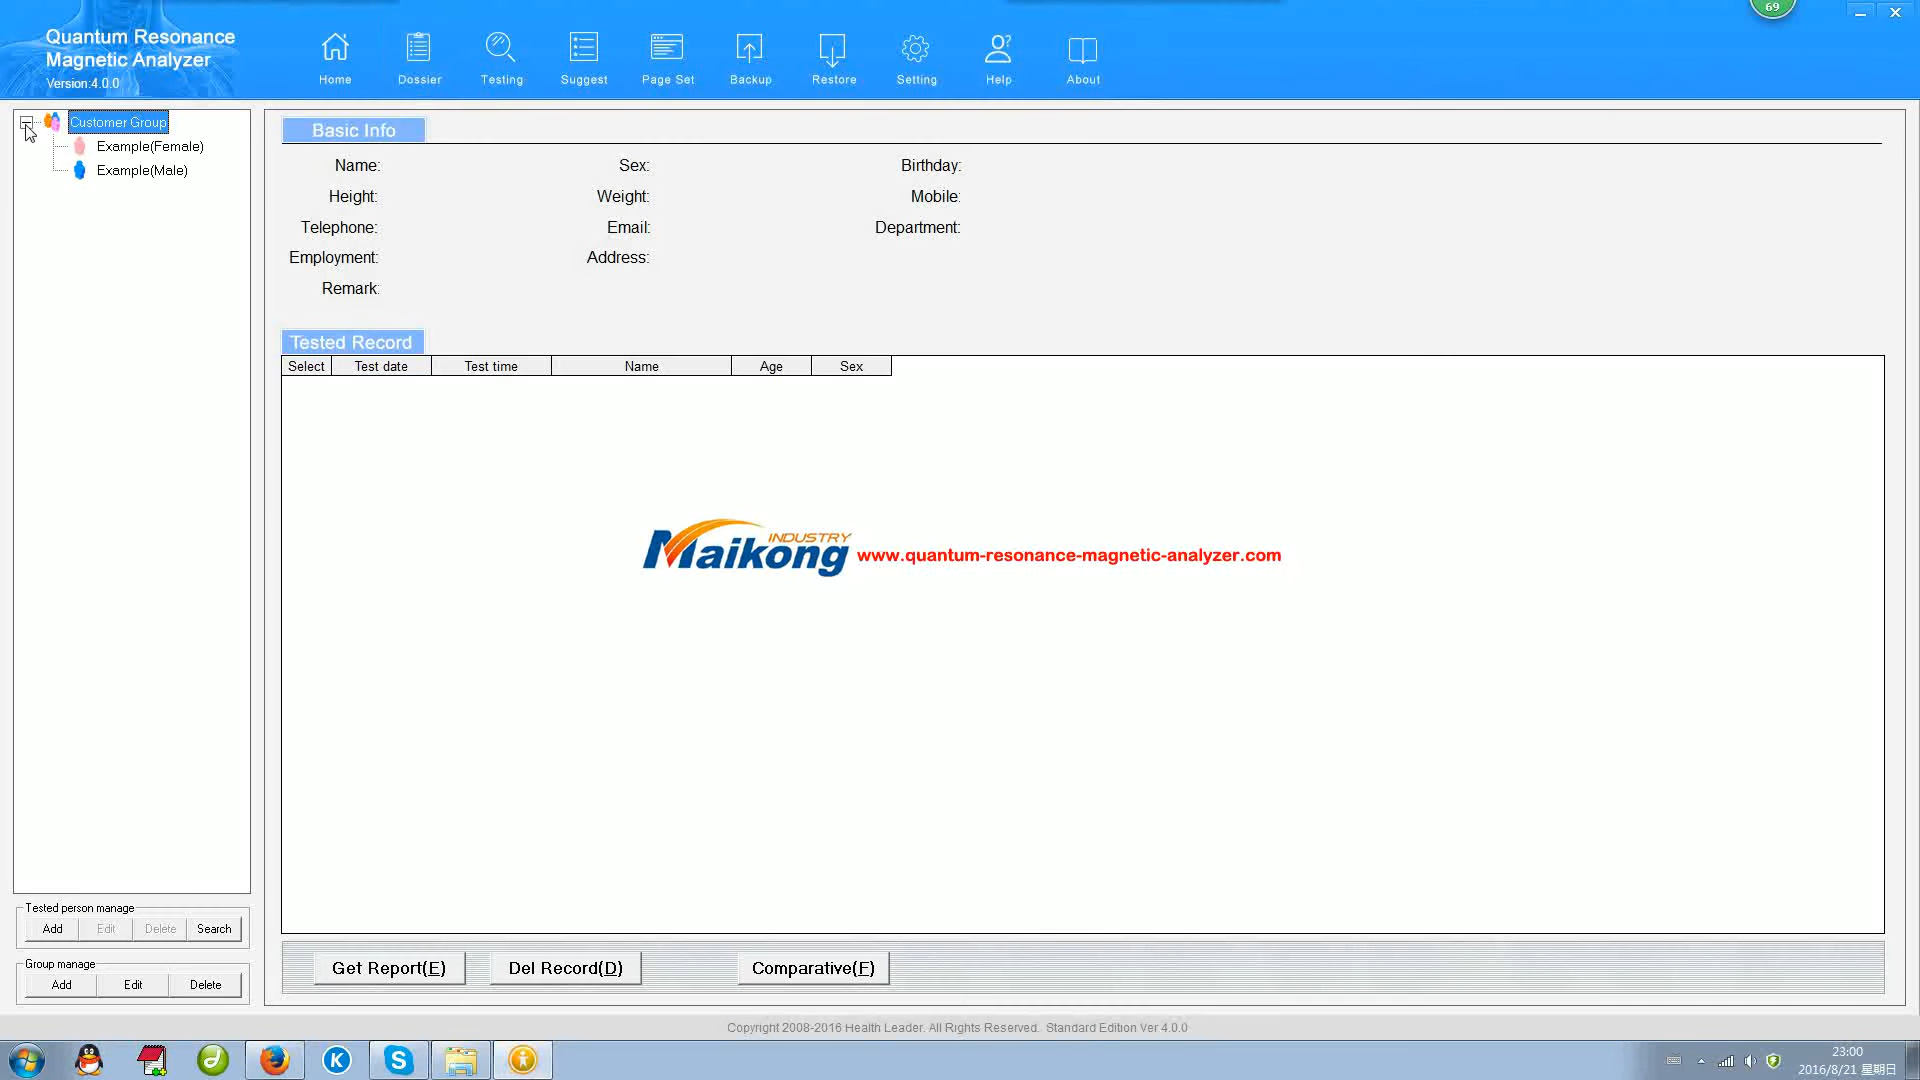 69
Quantum Resonance
Magnetic Analyzer
Version:4.0.0
Home
Dossier
Testing
Suggest
Page Set
Backup
Restore
Setting
Help
About
Customer Group
Example(Female)
Example(Male)
Basic Info
Name:
Sex:
Birthday:
Height:
Weight:
Mobile:
Telephone:
Email:
Department:
Employment:
Address:
Remark:
Tested Record
Select
Test date
Test time
Name
Age
Sex
Maikong INDUSTRY
www.quantum-resonance-magnetic-analyzer.com
Tested person manage
Add
Edit
Delete
Search
Group manage
Add
Edit
Delete
Get Report(E)
Del Record(D)
Comparative(F)
Copyright 2008-2016 Health Leader. All Rights Reserved. Standard Edition Ver 4.0.0
23:00
2016/8/21 星期日